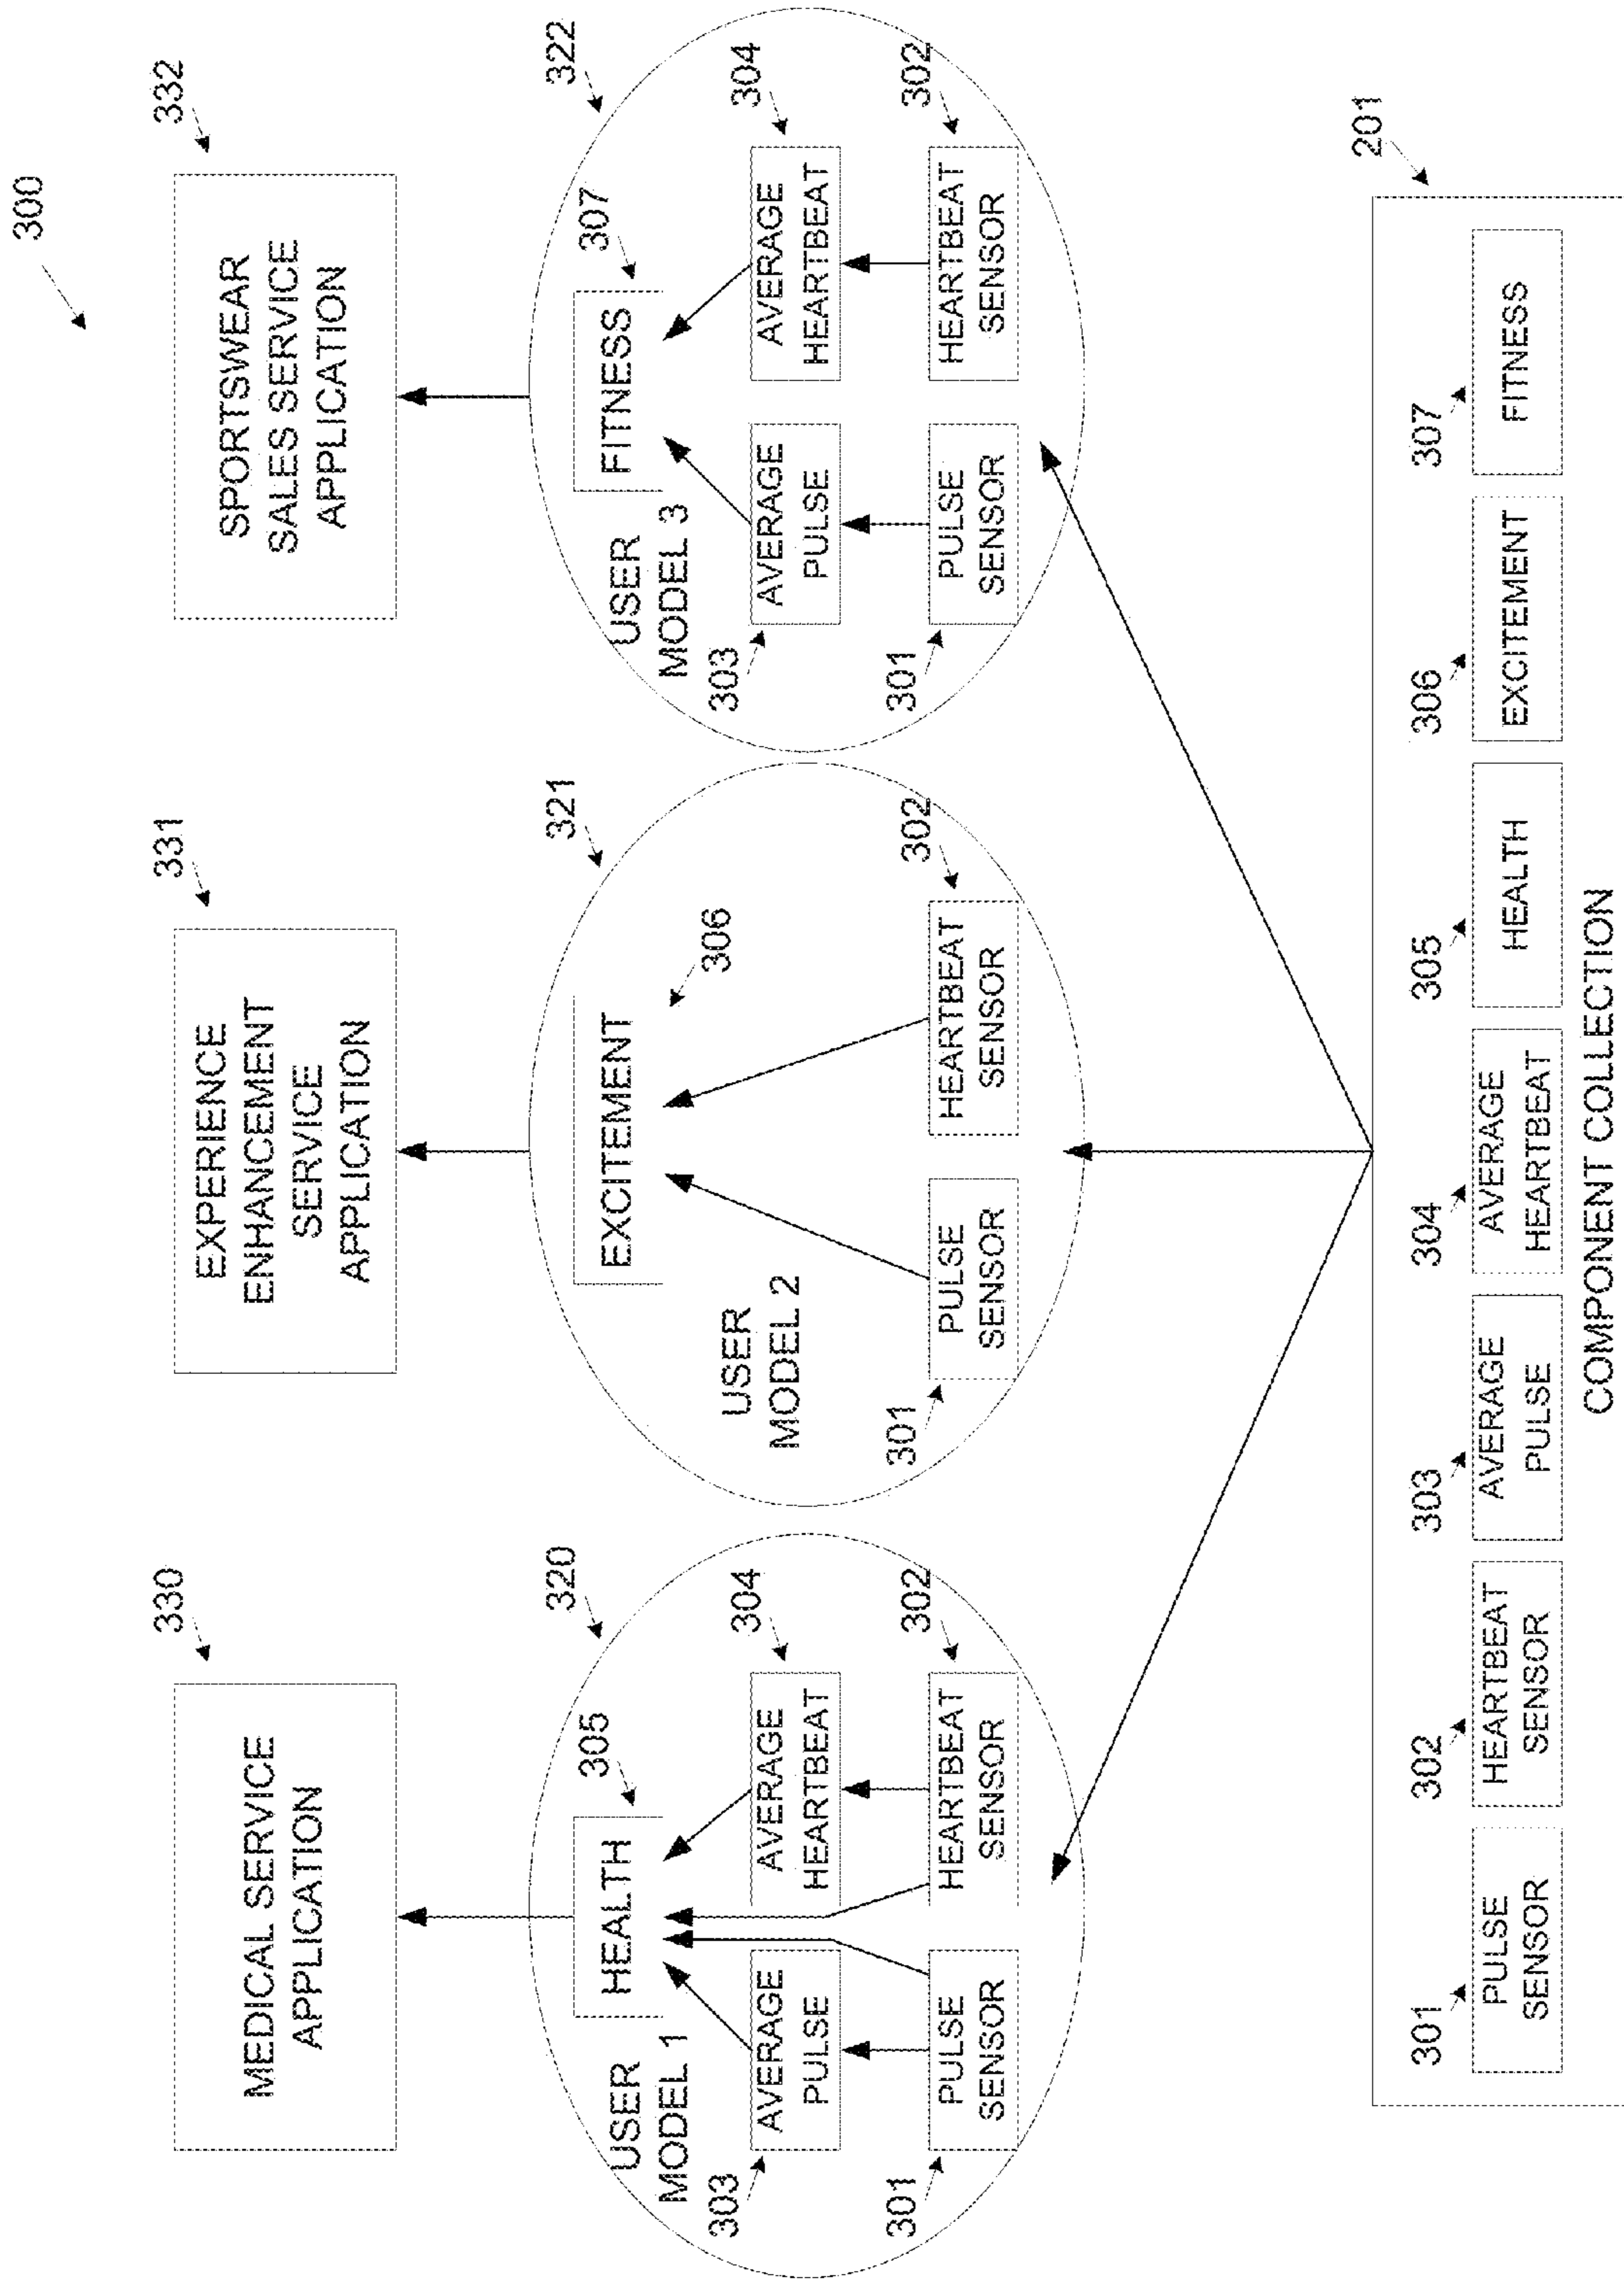 300
330
MEDICAL SERVICE
APPLICATION
331
EXPERIENCE
ENHANCEMENT
SERVICE
APPLICATION
332
SPORTSWEAR
SALES SERVICE
APPLICATION
320
305
HEALTH
USER
MODEL 1
303
AVERAGE
PULSE
304
AVERAGE
HEARTBEAT
301
PULSE
SENSOR
302
HEARTBEAT
SENSOR
321
EXCITEMENT
306
USER
MODEL 2
301
PULSE
SENSOR
302
HEARTBEAT
SENSOR
322
307
FITNESS
USER
MODEL 3
303
AVERAGE
PULSE
304
AVERAGE
HEARTBEAT
301
PULSE
SENSOR
302
HEARTBEAT
SENSOR
201
301
PULSE
SENSOR
302
HEARTBEAT
SENSOR
303
AVERAGE
PULSE
304
AVERAGE
HEARTBEAT
305
HEALTH
306
EXCITEMENT
307
FITNESS
COMPONENT COLLECTION